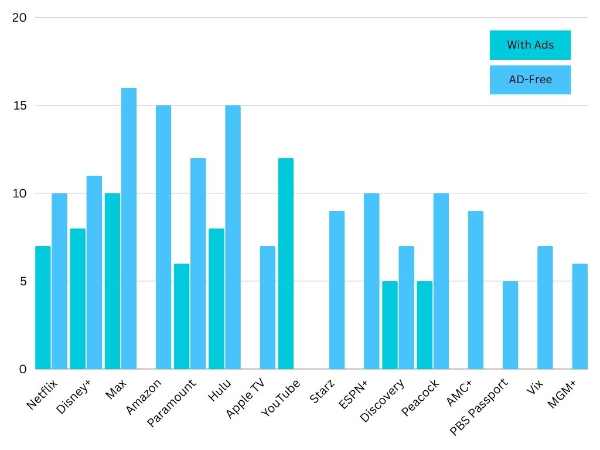 20
With Ads
AD-Free
15
10
5
0
Netflix
Disney+
Max
Amazon
Paramount
Hulu
Apple TV
YouTube
Starz
ESPN+
Discovery
Peacock
AMC+
PBS Passport
Vix
MGM+